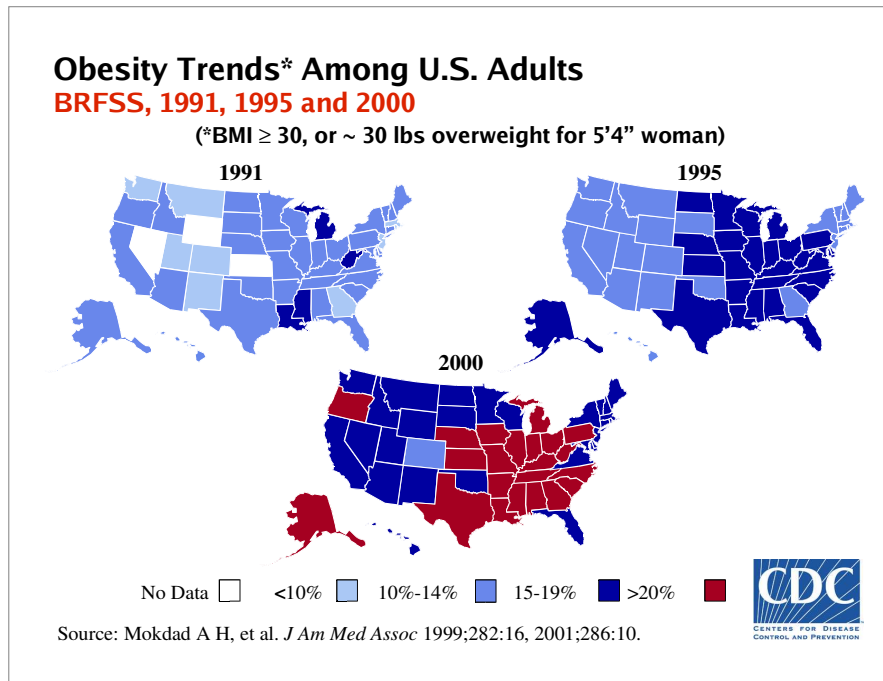 Obesity Trends* Among U.S. Adults
BRFSS, 1991, 1995 and 2000
(*BMI ≥ 30, or ~ 30 lbs overweight for 5'4” woman)
1991
1995
2000
No Data <10% 10%-14% 15-19% >20%
CDC
CENTERS FOR DISEASE
CONTROL AND PREVENTION
Source: Mokdad A H, et al. J Am Med Assoc 1999;282:16, 2001;286:10.